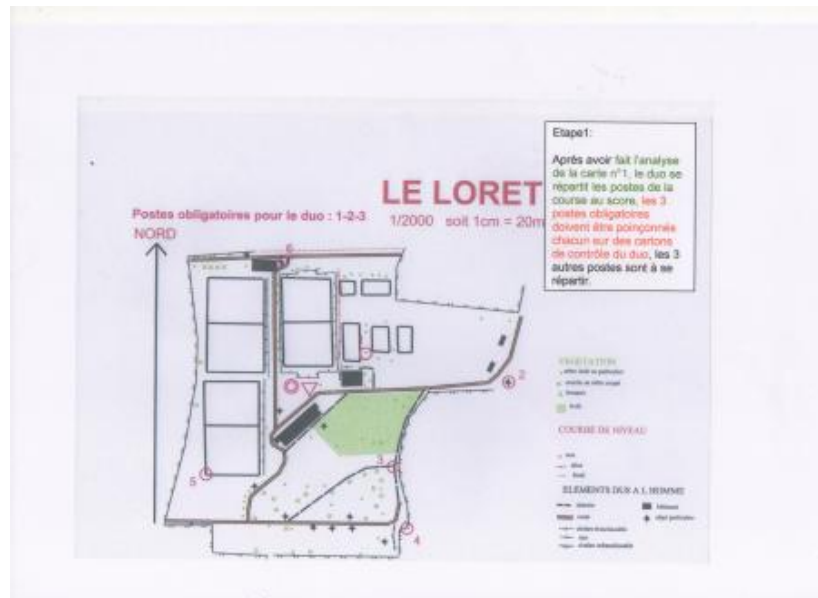 Etape1:
Après avoir fait l'analyse
de la carte n°1, le duo se
répartit les postes de la
course au score, les 3
postes obligatoires
doivent être poinçonnés
chacun sur des cartons
de contrôle du duo, les 3
autres postes sont à se
répartir.
LE LORET
Postes obligatoires pour le duo : 1-2-3
1/2000 soit 1cm = 20m
NORD
6
2
3
5
4
VEGETATION
COURBE DE NIVEAU
ELEMENTS DUS A L HOMME